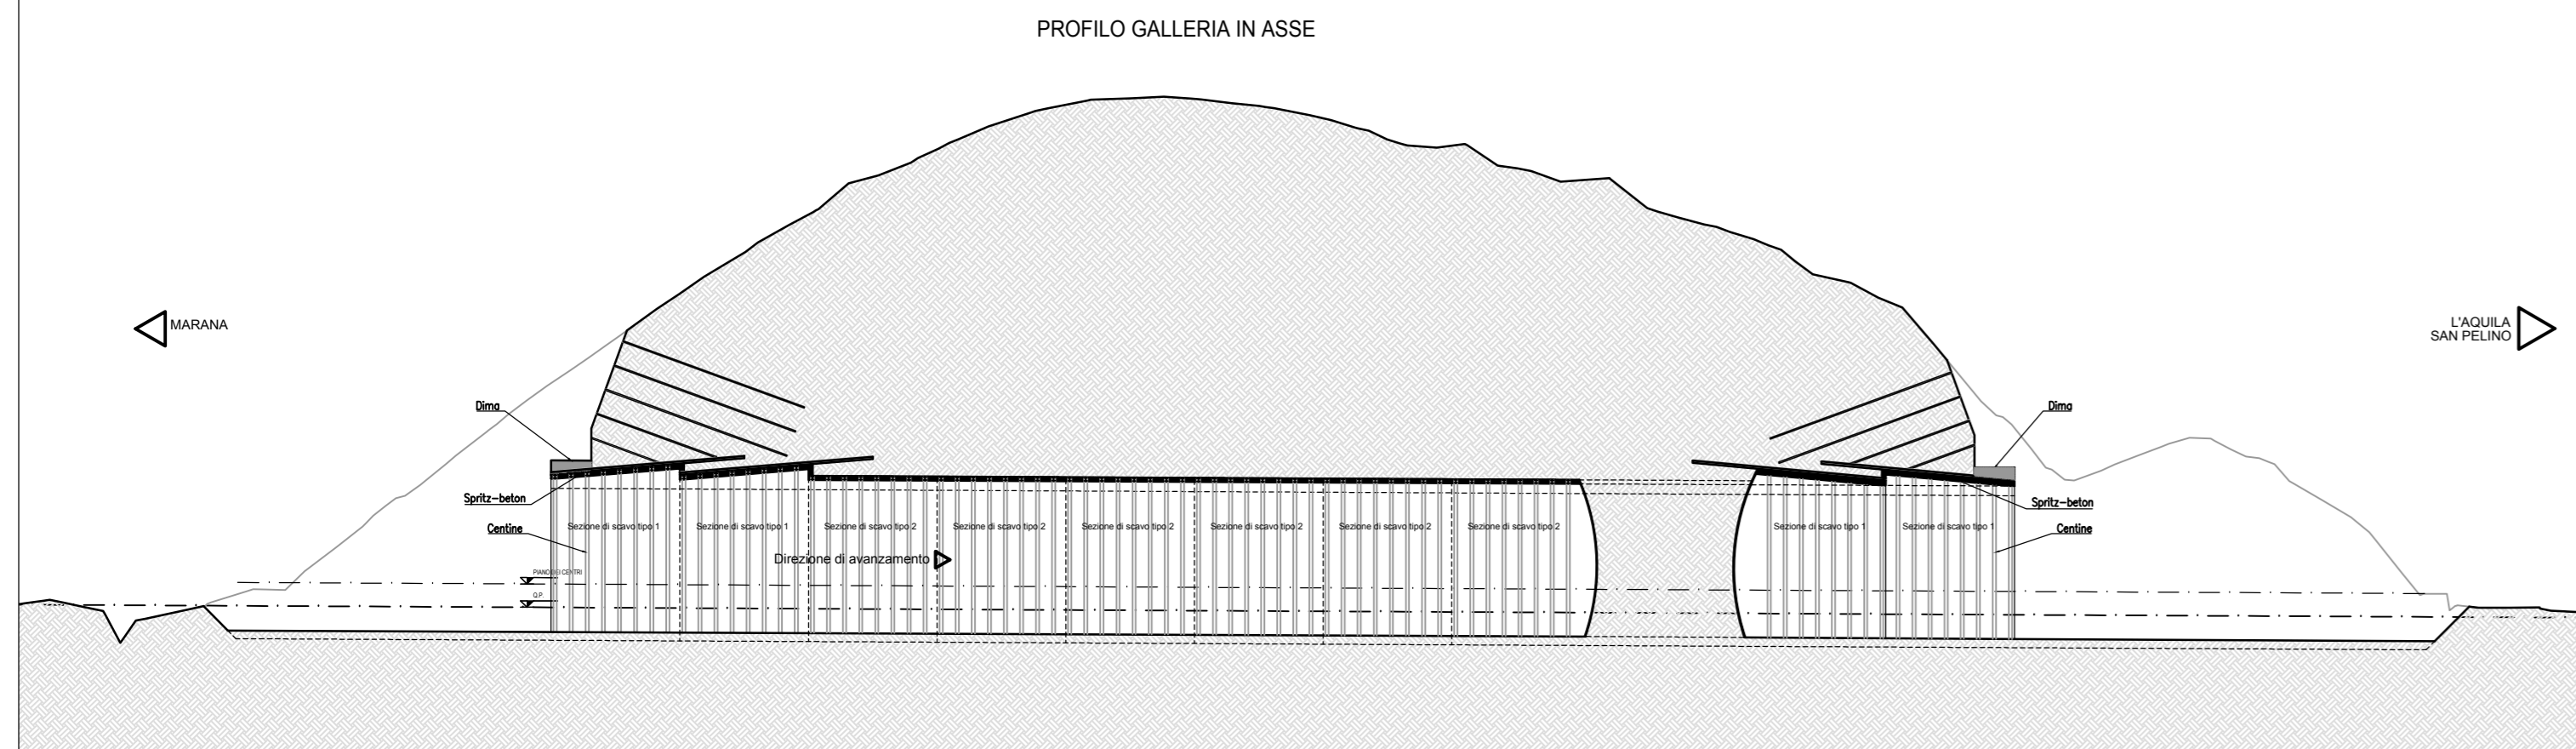 PROFILO GALLERIA IN ASSE
MARANA
L'AQUILA
SAN PELINO
Dima
Dima
Spritz-beton
Spritz-beton
Centine
Centine
Sezione di scavo tipo 1
Sezione di scavo tipo 1
Sezione di scavo tipo 2
Sezione di scavo tipo 2
Sezione di scavo tipo 2
Sezione di scavo tipo 2
Sezione di scavo tipo 2
Sezione di scavo tipo 2
Sezione di scavo tipo 1
Sezione di scavo tipo 1
Direzione di avanzamento
PIANO DEI CENTRI
Q.P.